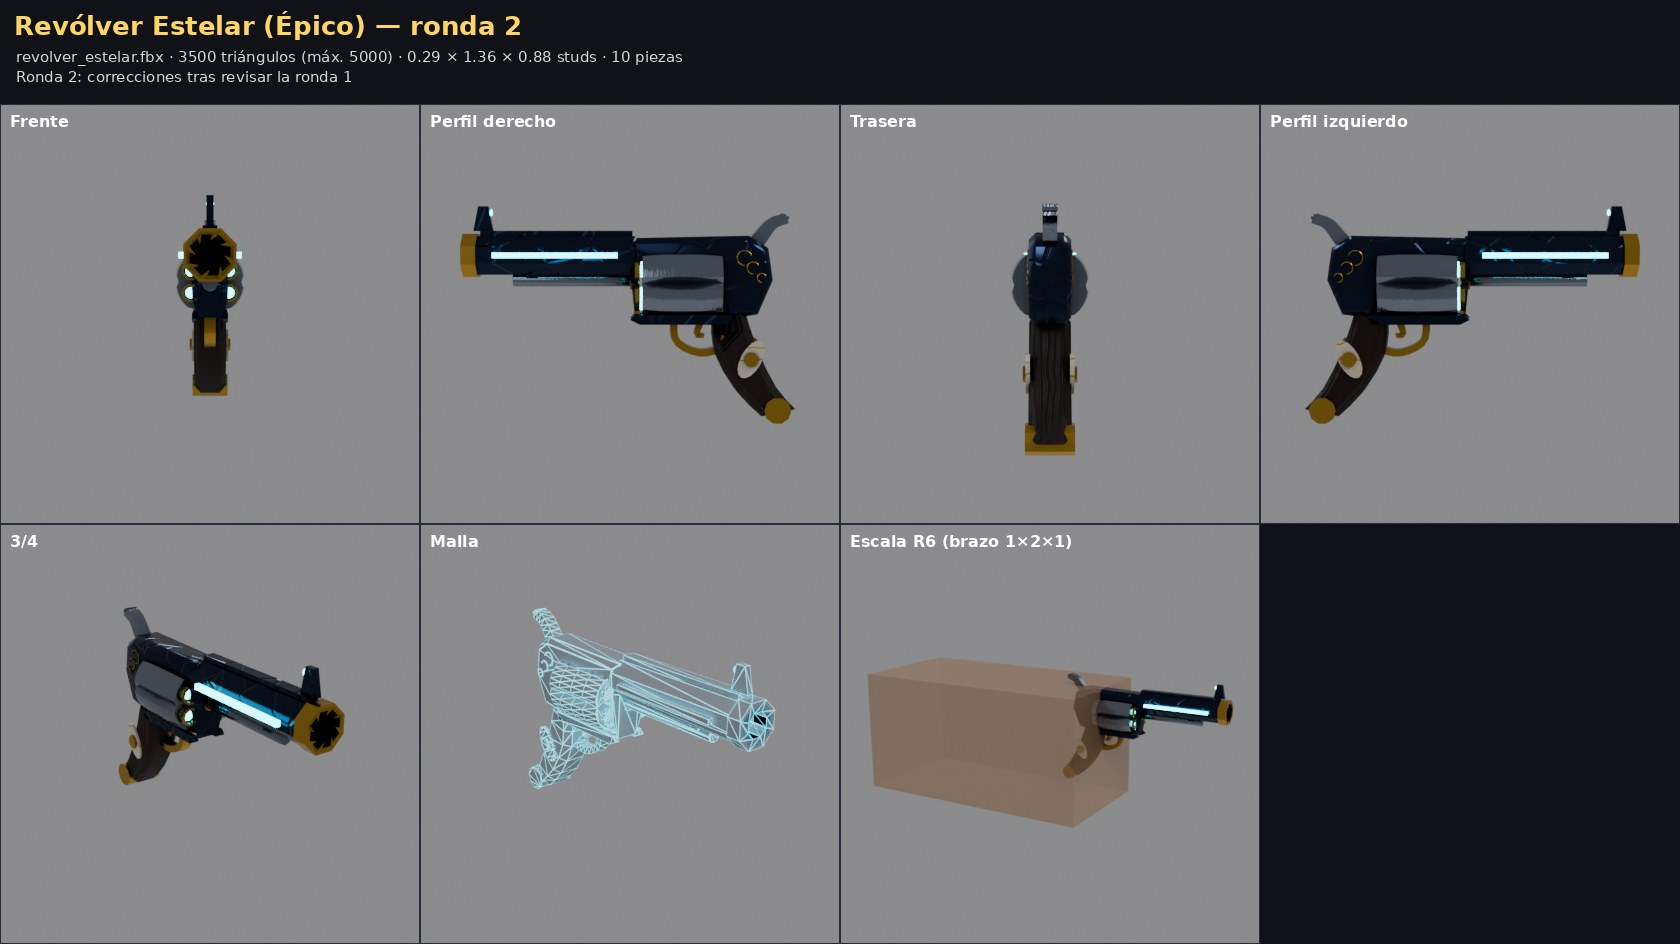 Revólver Estelar (Épico) — ronda 2
revolver_estelar.fbx · 3500 triángulos (máx. 5000) · 0.29 × 1.36 × 0.88 studs · 10 piezas
Ronda 2: correcciones tras revisar la ronda 1
Frente
Perfil derecho
Trasera
Perfil izquierdo
3/4
Malla
Escala R6 (brazo 1×2×1)